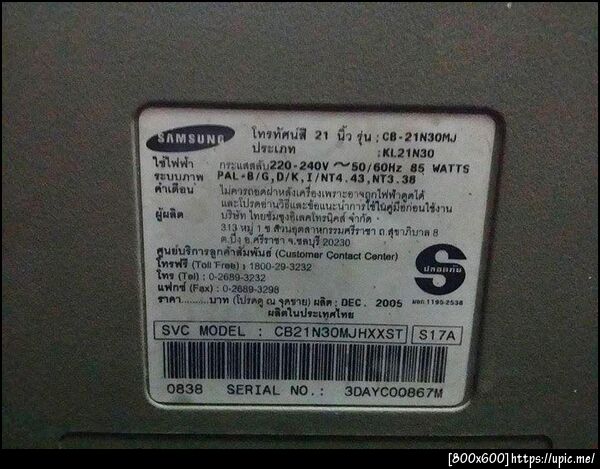 SAMSUNG
โทรทัศน์สี 21 นิ้ว รุ่น : CB-21N30MJ
ประเภท : KL21N30
ใช้ไฟฟ้า กระแสสลับ 220-240V ~ 50/60Hz 85 WATTS
ระบบภาพ PAL-B/G, D/K, I/NT4.43, NT3.38
คำเตือน ไม่ควรถอดฝาหลังเครื่องเพราะอาจถูกไฟฟ้าดูดได้
และโปรดอ่านวิธีและข้อแนะนำการใช้ในคู่มือก่อนใช้งาน
ผู้ผลิต บริษัท ไทยซัมซุงอิเลคโทรนิคส์ จำกัด
313 หมู่ 1 ข สวนอุตสาหกรรมศรีราชา ถ.สุขาภิบาล 8
ต.บึง อ.ศรีราชา จ.ชลบุรี 20230
ศูนย์บริการลูกค้าสัมพันธ์ (Customer Contact Center)
โทรฟรี (Toll Free) : 1800-29-3232
โทร (Tel) : 0-2689-3232
แฟกซ์ (Fax) : 0-2689-3298
ราคา..........บาท (โปรดดู ณ จุดขาย) ผลิต : DEC. 2005
ผลิตในประเทศไทย
S
ปลอดภัย
มอก.1195-2536
SVC MODEL : CB21N30MJHXXST S17A
0838 SERIAL NO.: 3DAYC00867M
[800x600]https://upic.me/